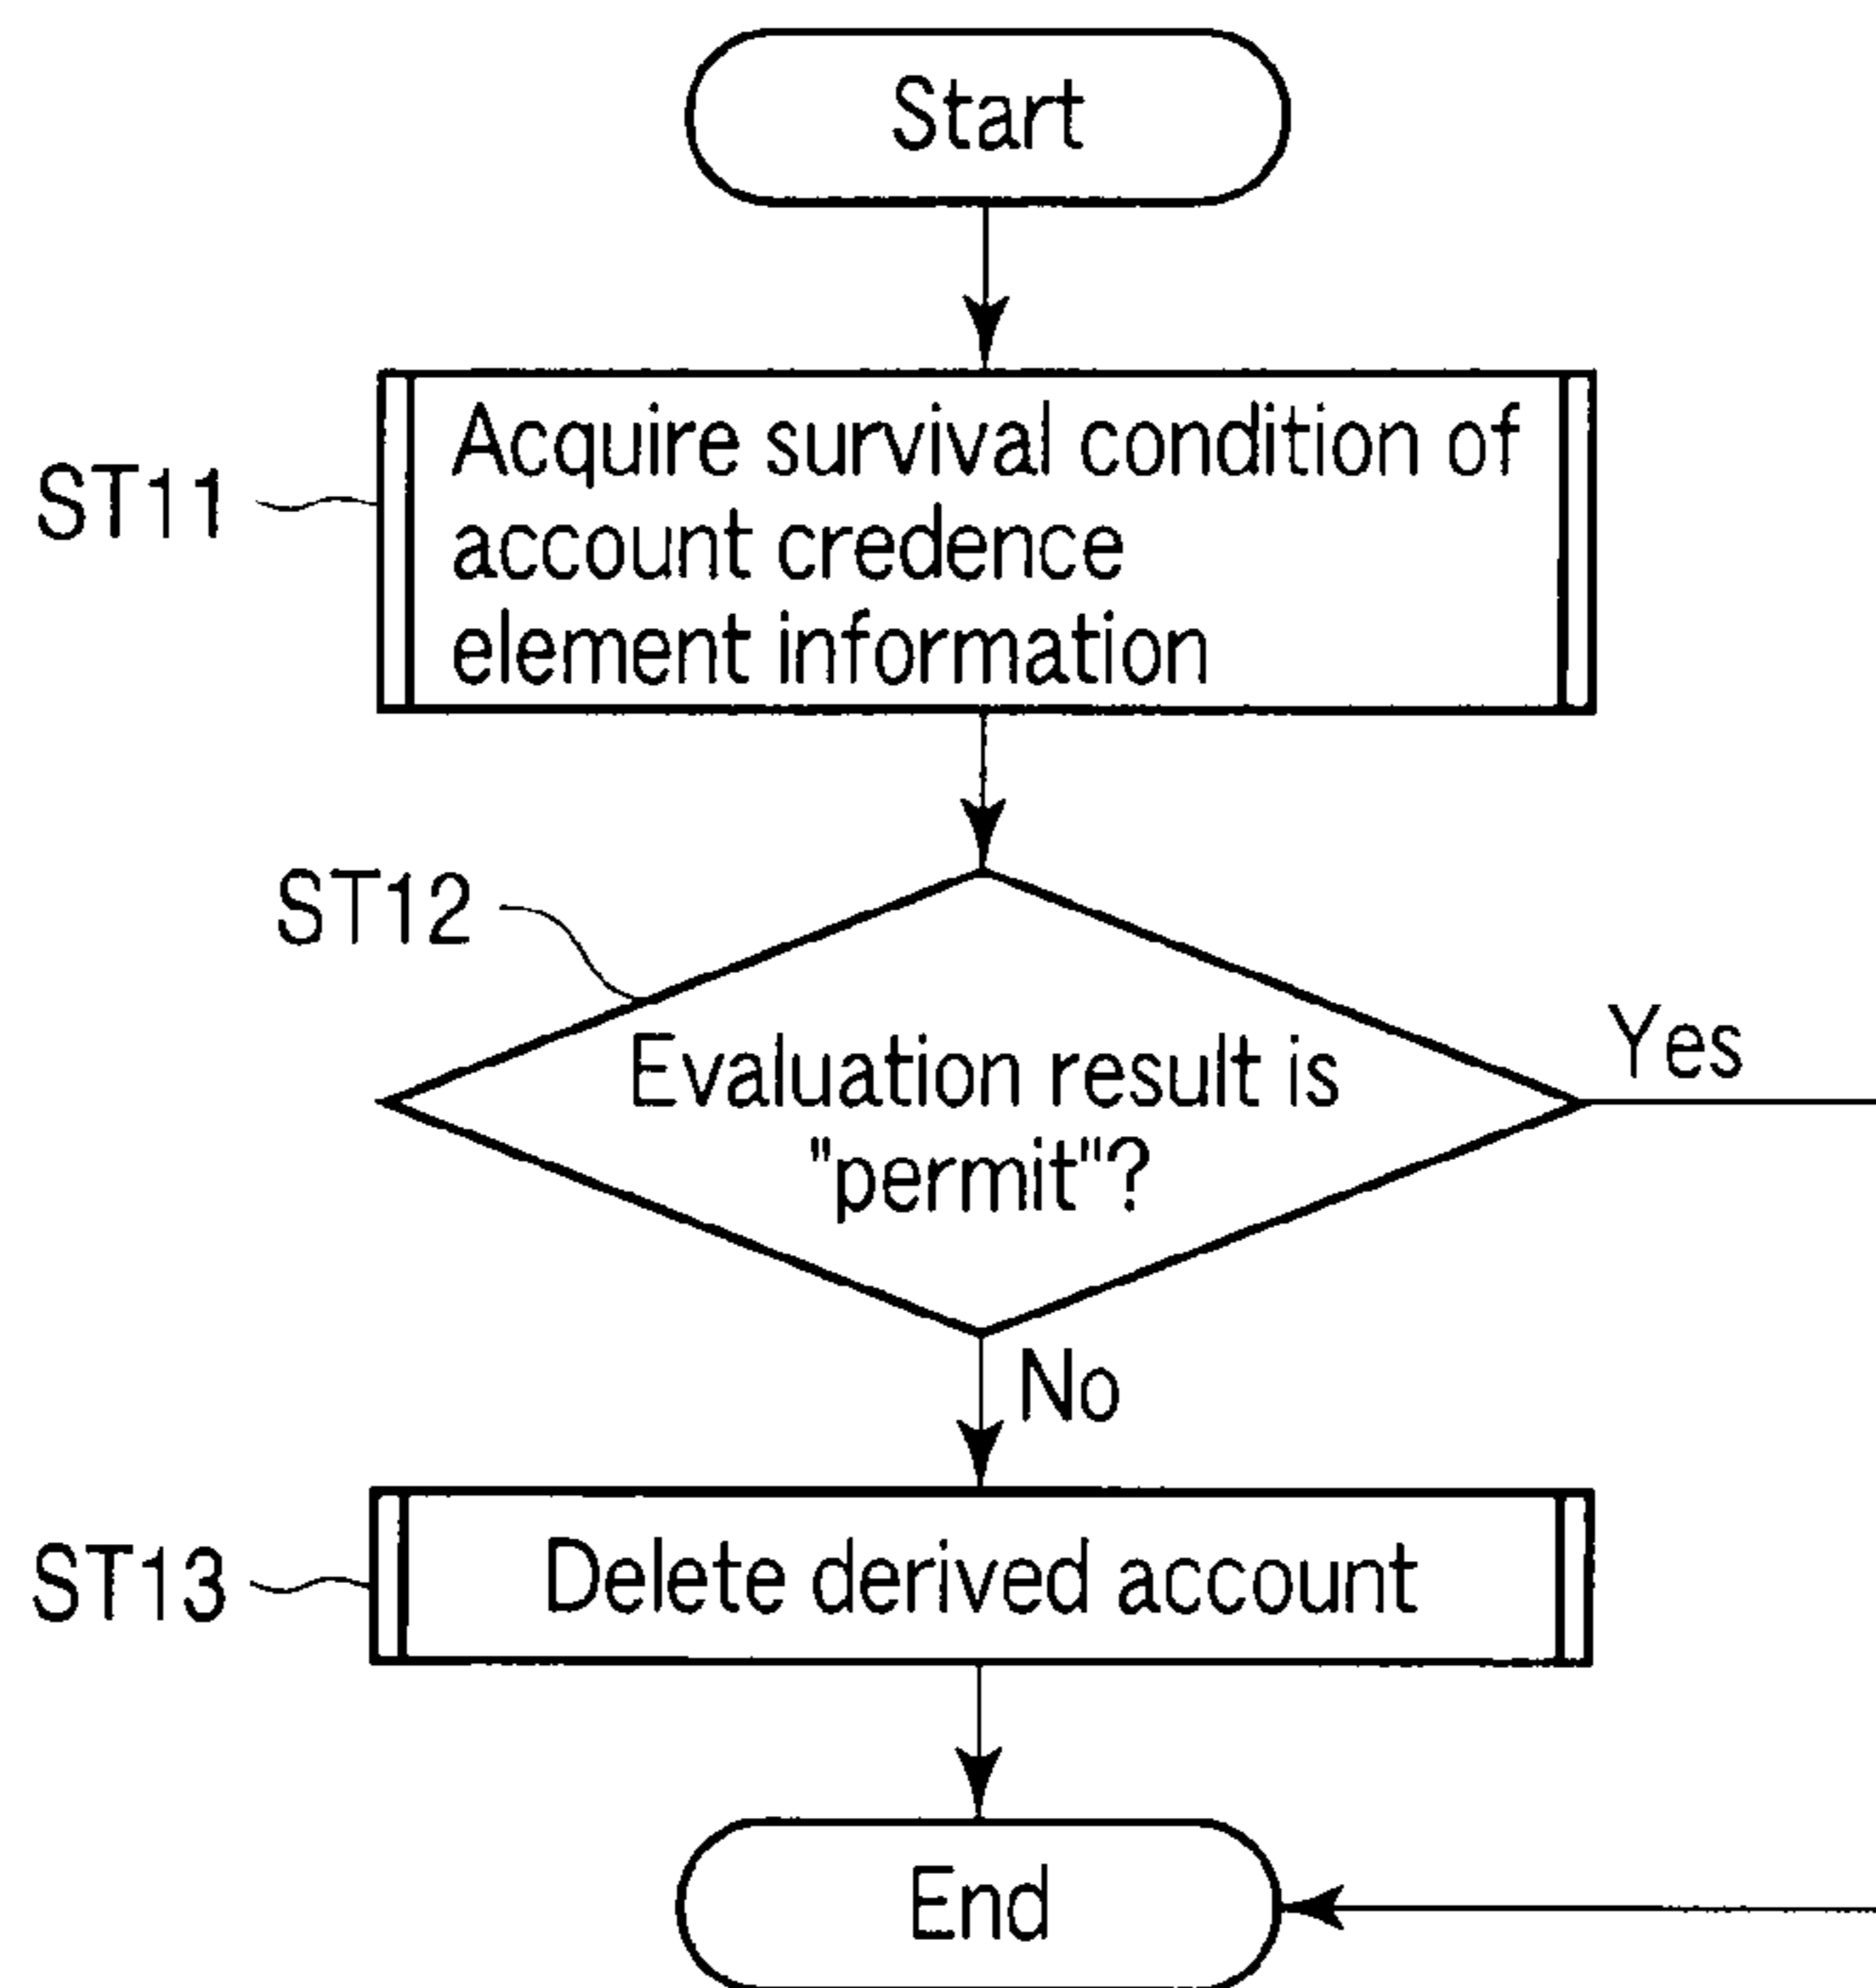 Start
ST11
Acquire survival condition of
account credence
element information
ST12
Evaluation result is
"permit"?
Yes
No
ST13
Delete derived account
End